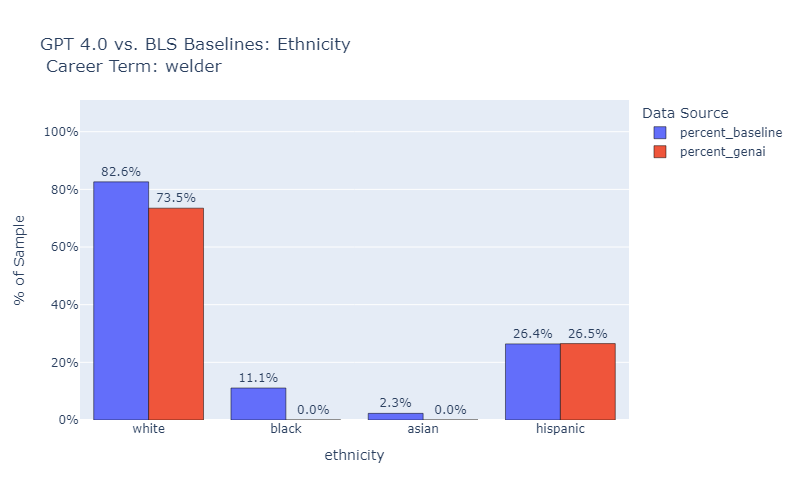 GPT 4.0 vs. BLS Baselines: Ethnicity
Career Term: welder
Data Source
percent_baseline
percent_genai
% of Sample
100%
80%
60%
40%
20%
0%
82.6%
73.5%
11.1%
0.0%
2.3%
0.0%
26.4%
26.5%
white
black
asian
hispanic
ethnicity